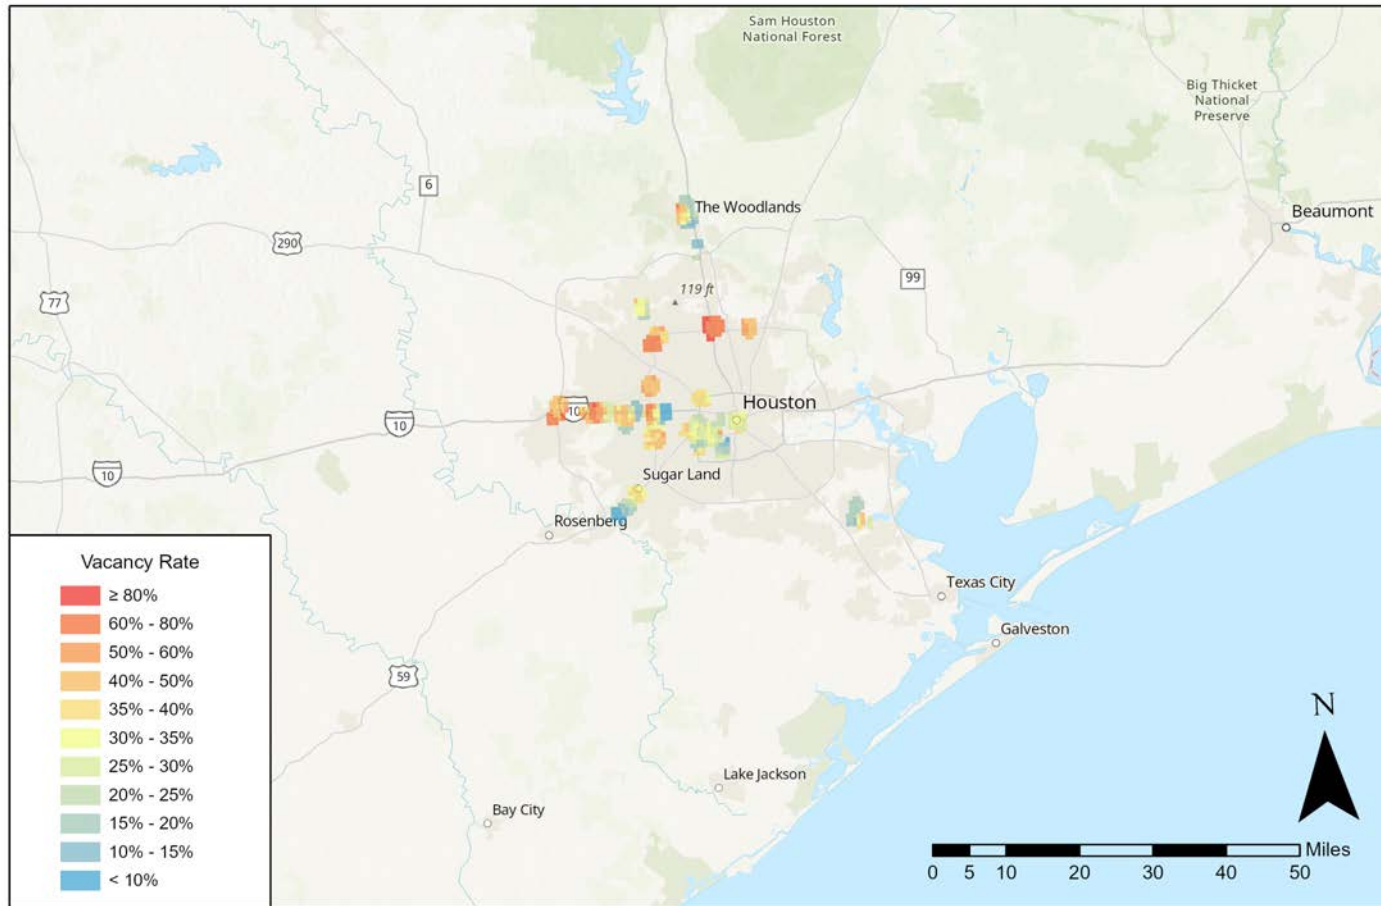 Sam Houston
National Forest
Big Thicket
National
Preserve
6
The Woodlands
Beaumont
290
99
77
119 ft
Houston
10
10
10
Sugar Land
Rosenberg
Vacancy Rate
≥ 80%
60% - 80%
50% - 60%
40% - 50%
35% - 40%
30% - 35%
25% - 30%
20% - 25%
15% - 20%
10% - 15%
< 10%
Texas City
Galveston
59
Lake Jackson
Bay City
N
Miles
0 5 10 20 30 40 50